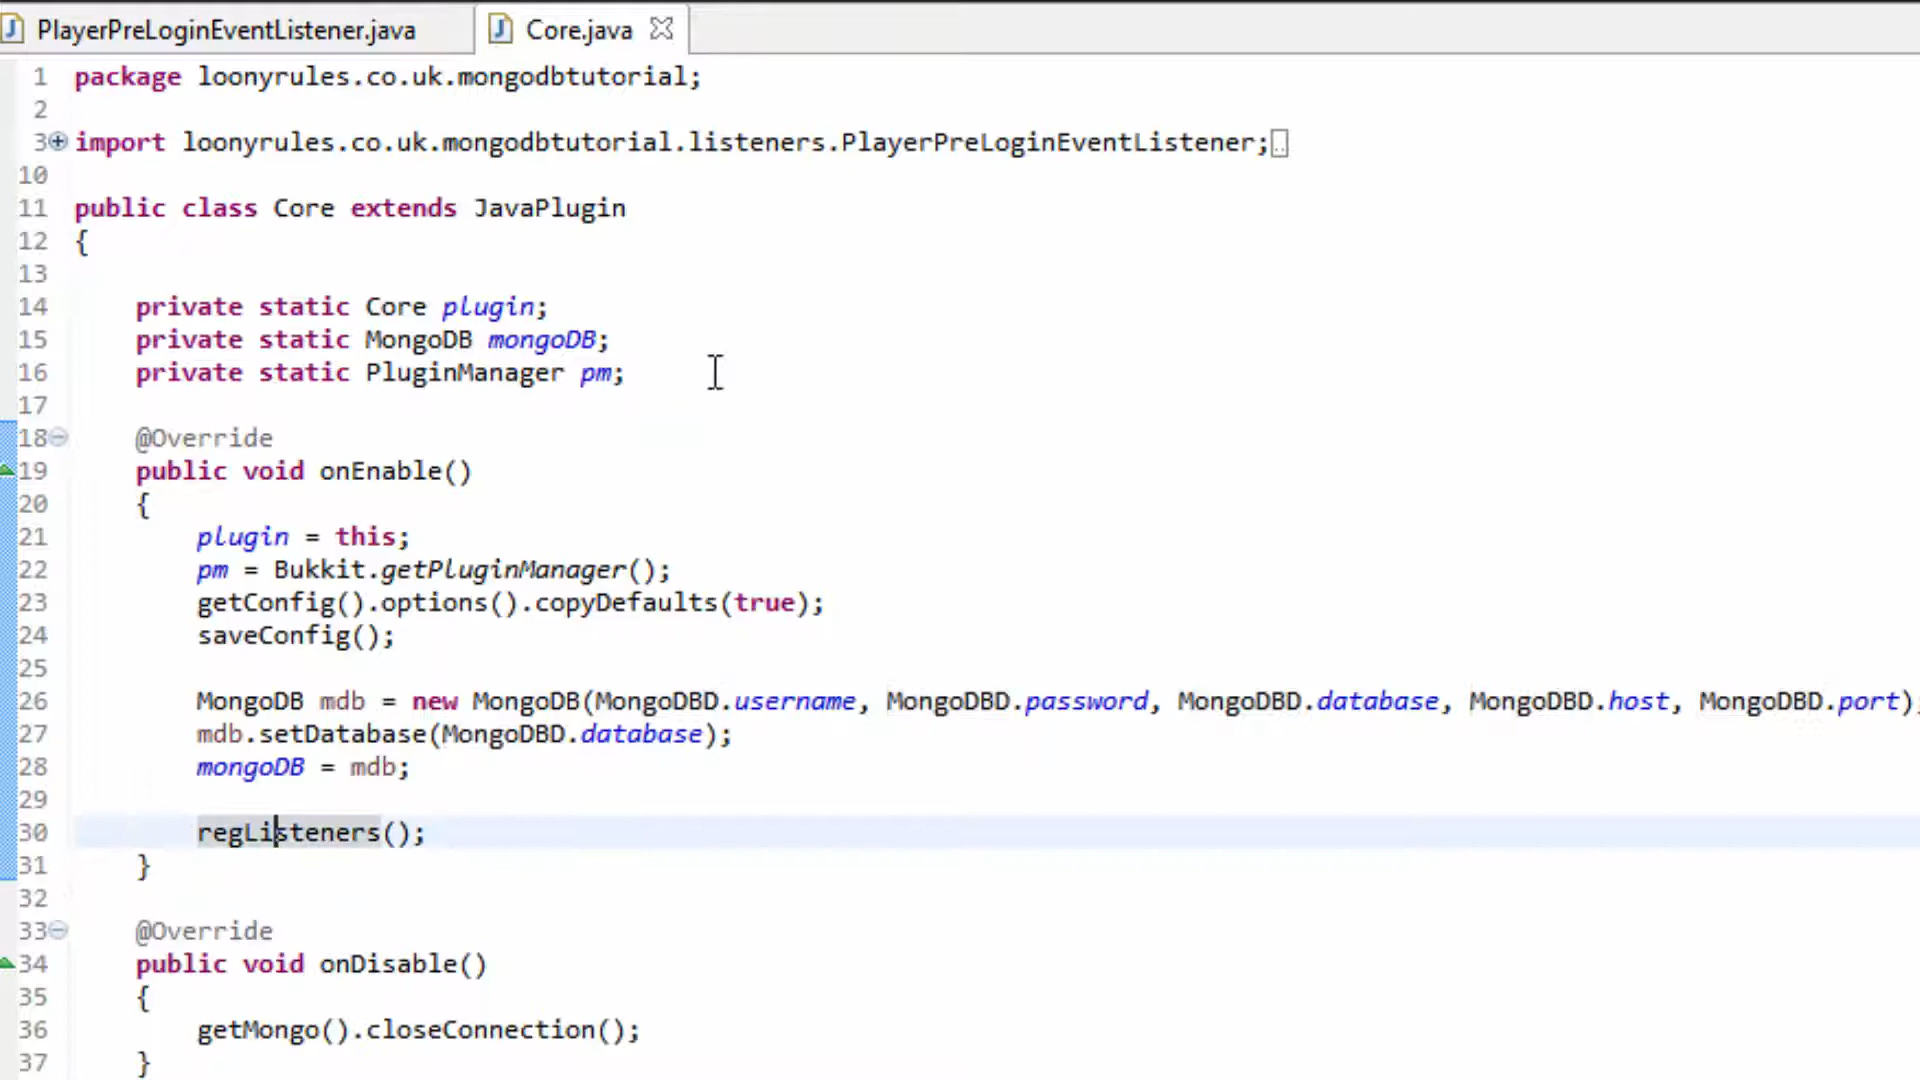 PlayerPreLoginEventListener.java
Core.java
1 package loonyrules.co.uk.mongodbtutorial;
2
3 import loonyrules.co.uk.mongodbtutorial.listeners.PlayerPreLoginEventListener;
10
11 public class Core extends JavaPlugin
12 {
13
14 private static Core plugin;
15 private static MongoDB mongoDB;
16 private static PluginManager pm;
17
18 @Override
19 public void onEnable()
20 {
21 plugin = this;
22 pm = Bukkit.getPluginManager();
23 getConfig().options().copyDefaults(true);
24 saveConfig();
25
26 MongoDB mdb = new MongoDB(MongoDBD.username, MongoDBD.password, MongoDBD.database, MongoDBD.host, MongoDBD.port);
27 mdb.setDatabase(MongoDBD.database);
28 mongoDB = mdb;
29
30 regListeners();
31 }
32
33 @Override
34 public void onDisable()
35 {
36 getMongo().closeConnection();
37 }